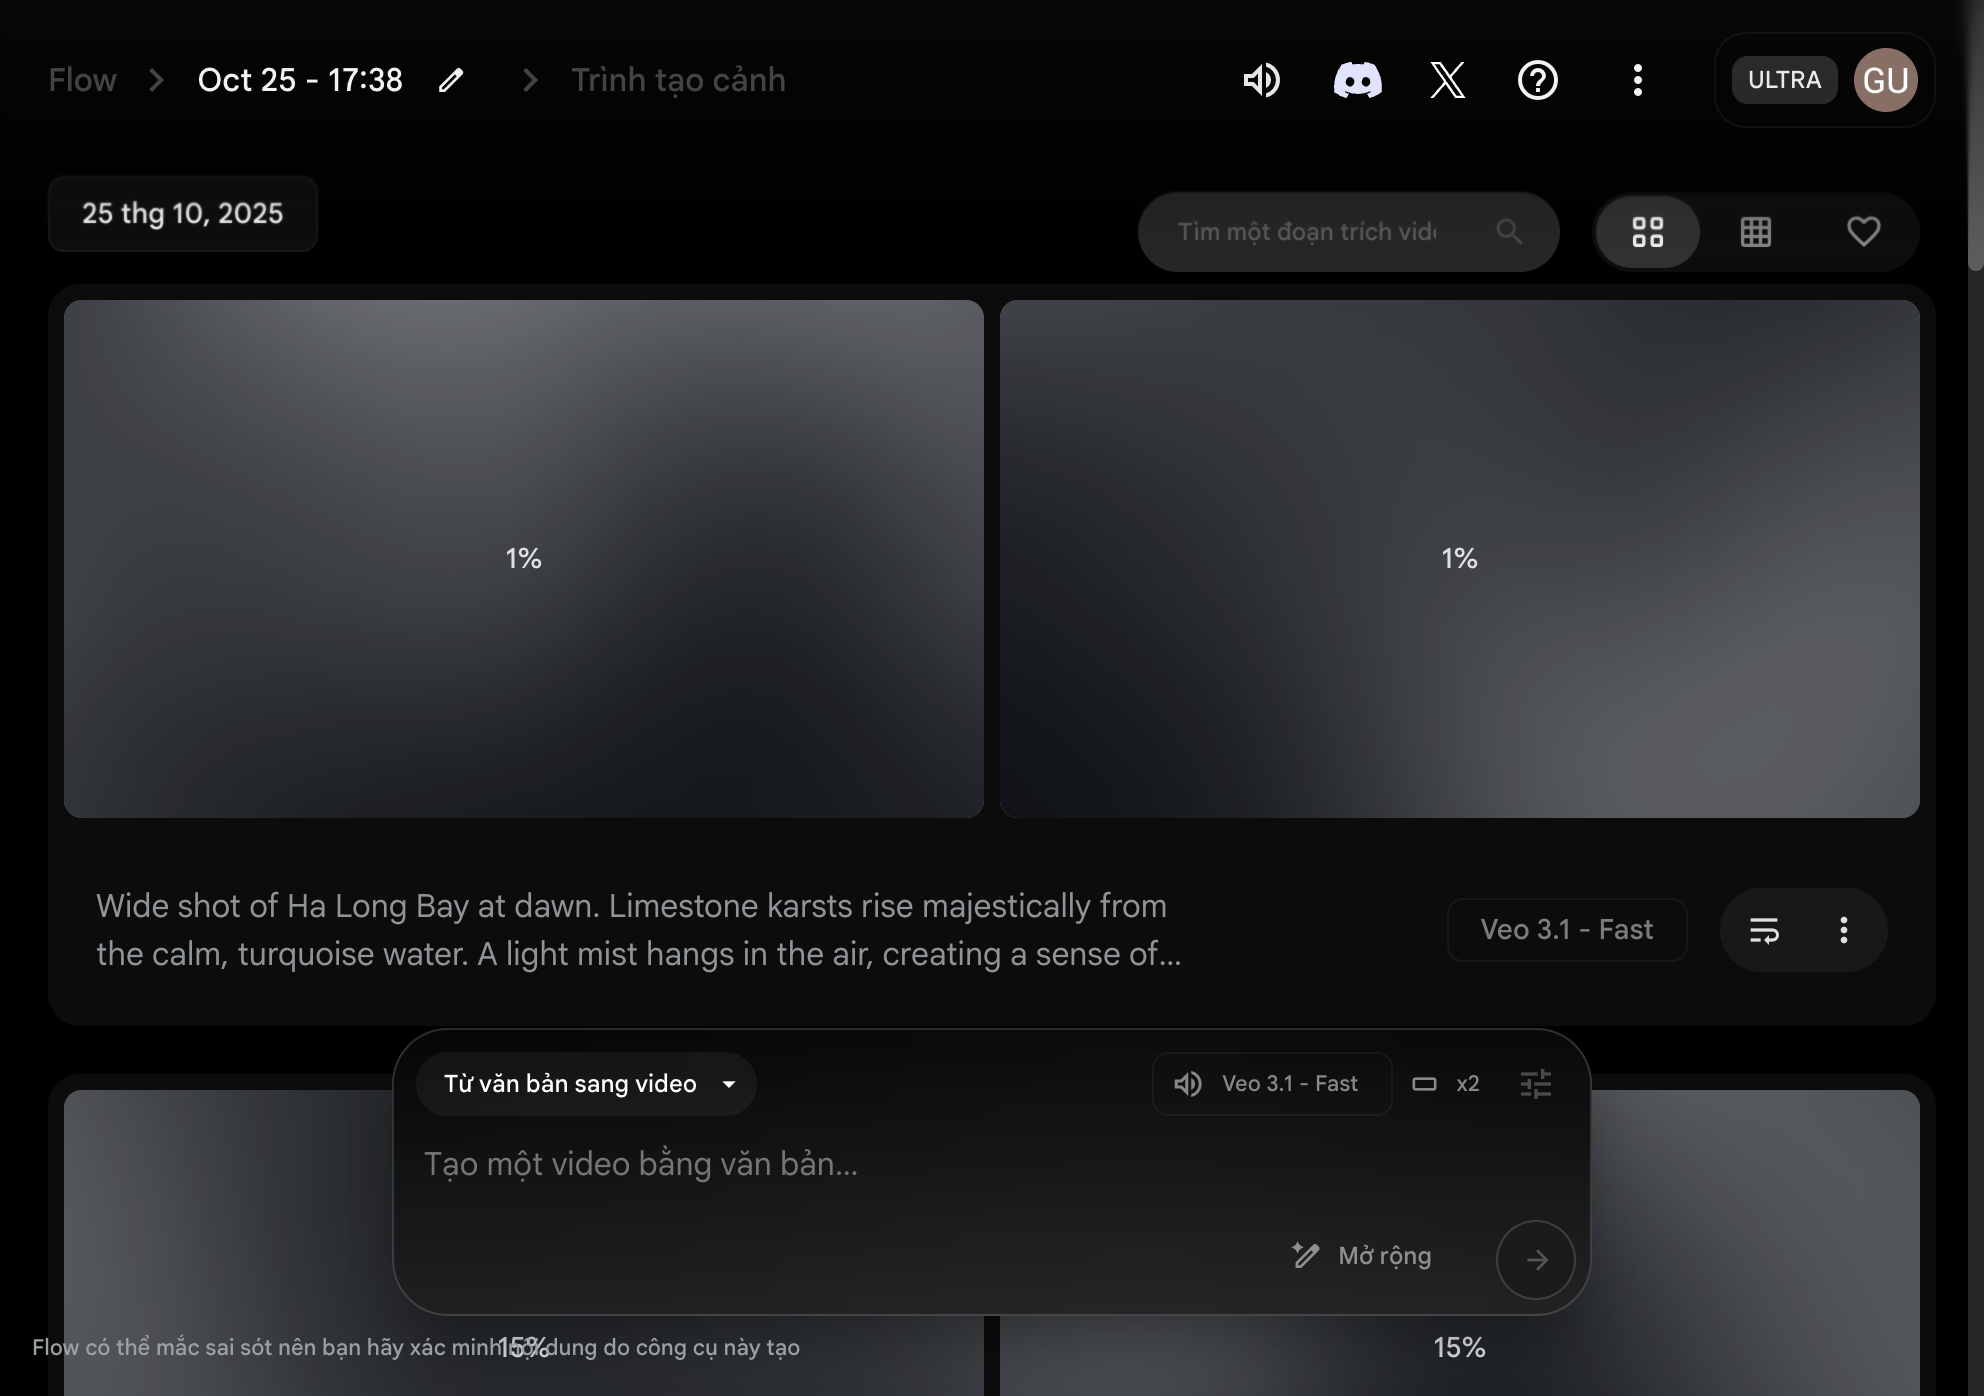 Flow
Oct 25 - 17:38
Trình tạo cảnh
ULTRA
GU
25 thg 10, 2025
Tìm một đoạn trích vide
1%
1%
Wide shot of Ha Long Bay at dawn. Limestone karsts rise majestically from
the calm, turquoise water. A light mist hangs in the air, creating a sense of...
Veo 3.1 - Fast
Từ văn bản sang video
Veo 3.1 - Fast
x2
Tạo một video bằng văn bản...
Mở rộng
Flow có thể mắc sai sót nên bạn hãy xác minh nội dung do công cụ này tạo
15%
15%